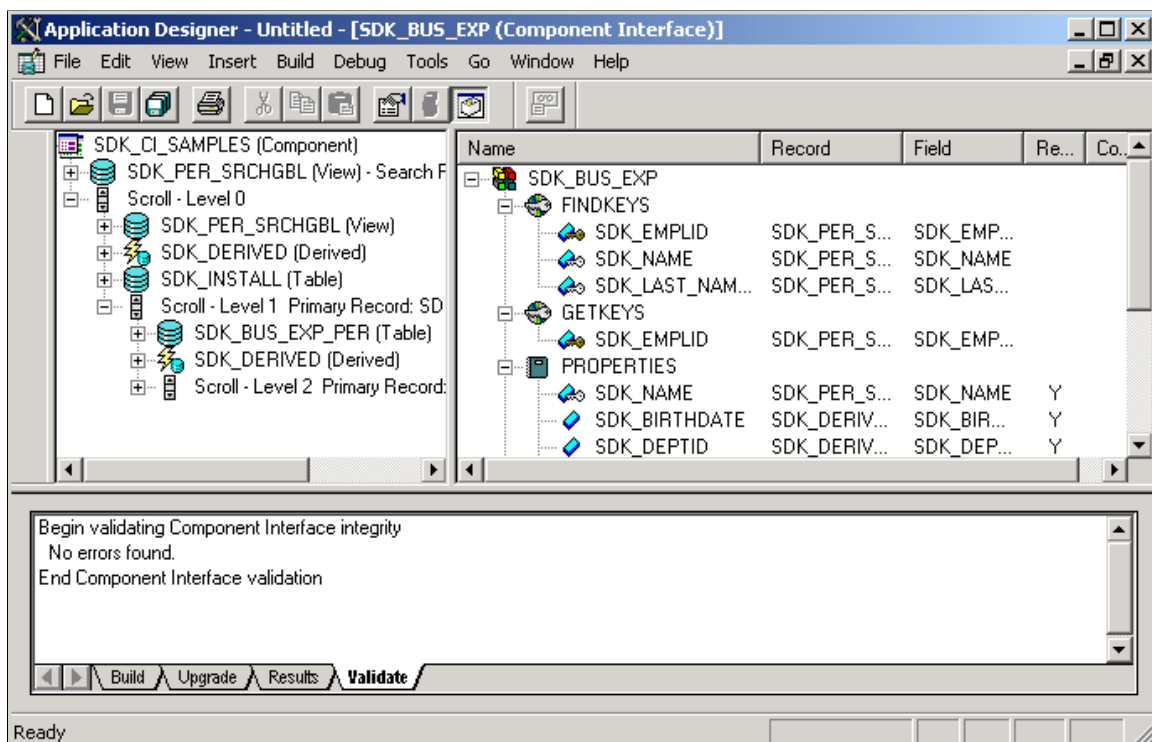 Application Designer - Untitled - [SDK_BUS_EXP (Component Interface)]
File Edit View Insert Build Debug Tools Go Window Help
SDK_CI_SAMPLES (Component)
SDK_PER_SRCHGBL (View) - Search F
Scroll - Level 0
SDK_PER_SRCHGBL (View)
SDK_DERIVED (Derived)
SDK_INSTALL (Table)
Scroll - Level 1 Primary Record: SD
SDK_BUS_EXP_PER (Table)
SDK_DERIVED (Derived)
Scroll - Level 2 Primary Record:
Name Record Field Re... Co...
SDK_BUS_EXP
FINDKEYS
SDK_EMPLID SDK_PER_S... SDK_EMP...
SDK_NAME SDK_PER_S... SDK_NAME
SDK_LAST_NAM... SDK_PER_S... SDK_LAS...
GETKEYS
SDK_EMPLID SDK_PER_S... SDK_EMP...
PROPERTIES
SDK_NAME SDK_PER_S... SDK_NAME Y
SDK_BIRTHDATE SDK_DERIV... SDK_BIR... Y
SDK_DEPTID SDK_DERIV... SDK_DEP... Y
Begin validating Component Interface integrity
No errors found.
End Component Interface validation
Build Upgrade Results Validate
Ready